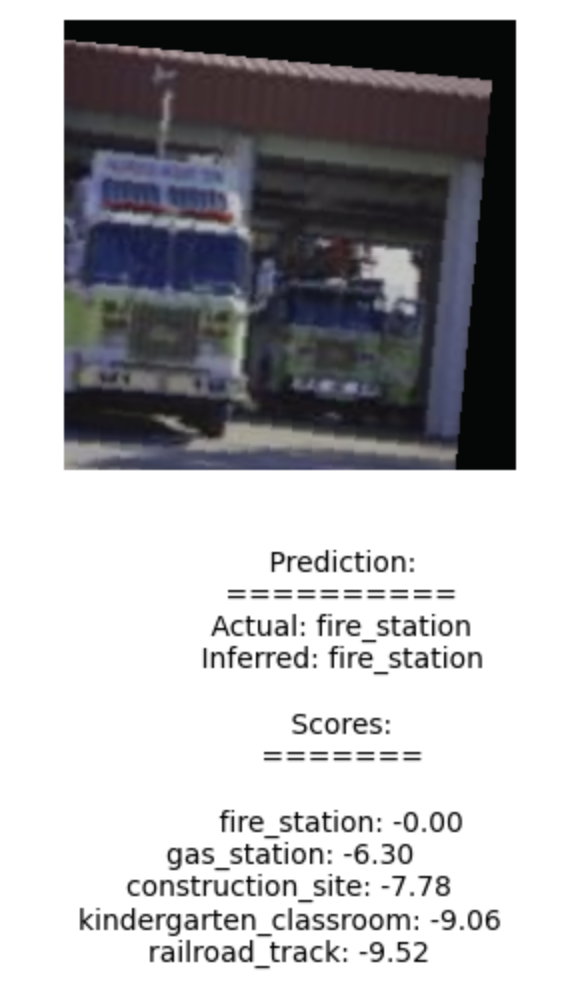 Prediction:
==========
Actual: fire_station
Inferred: fire_station
Scores:
=======
fire_station: -0.00
gas_station: -6.30
construction_site: -7.78
kindergarten_classroom: -9.06
railroad_track: -9.52